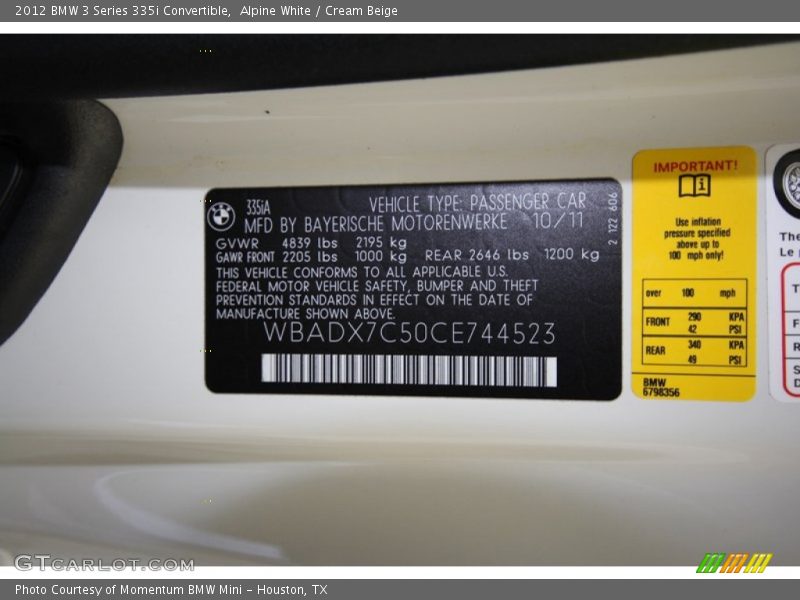 2012 BMW 3 Series 335i Convertible,  Alpine White / Cream Beige
335iA
VEHICLE TYPE: PASSENGER CAR
MFD BY BAYERISCHE MOTORENWERKE 10/11
GVWR 4839 lbs 2195 kg
GAWR FRONT 2205 lbs 1000 kg REAR 2646 lbs 1200 kg
THIS VEHICLE CONFORMS TO ALL APPLICABLE U.S.
FEDERAL MOTOR VEHICLE SAFETY, BUMPER AND THEFT
PREVENTION STANDARDS IN EFFECT ON THE DATE OF
MANUFACTURE SHOWN ABOVE.
WBADX7C50CE744523
2 122 606
IMPORTANT!
Use inflation
pressure specified
above up to
100 mph only!
over 100 mph
FRONT 290 KPA
42 PSI
REAR 340 KPA
49 PSI
BMW
6798356
The
Le
GTCARLOT.COM
Photo Courtesy of Momentum BMW Mini - Houston, TX